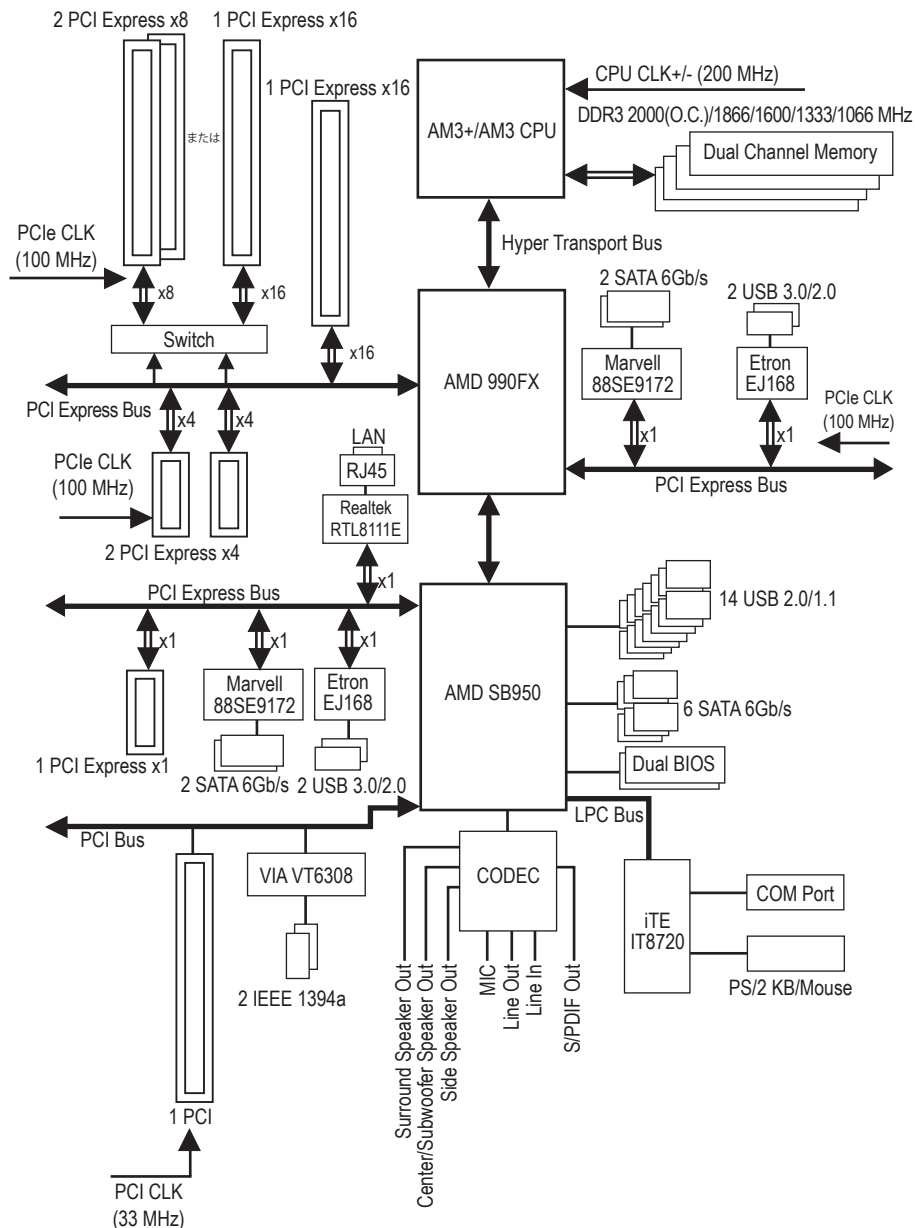 2 PCI Express x8
1 PCI Express x16
または
1 PCI Express x16
PCIe CLK
(100 MHz)
x8
x16
Switch
x16
PCI Express Bus
x4
x4
PCIe CLK
(100 MHz)
2 PCI Express x4
AM3+/AM3 CPU
CPU CLK+/- (200 MHz)
DDR3 2000(O.C.)/1866/1600/1333/1066 MHz
Dual Channel Memory
Hyper Transport Bus
AMD 990FX
2 SATA 6Gb/s
2 USB 3.0/2.0
Marvell
88SE9172
Etron
EJ168
x1
x1
PCIe CLK
(100 MHz)
PCI Express Bus
LAN
RJ45
Realtek
RTL8111E
x1
PCI Express Bus
x1
x1
x1
1 PCI Express x1
Marvell
88SE9172
Etron
EJ168
2 SATA 6Gb/s
2 USB 3.0/2.0
AMD SB950
14 USB 2.0/1.1
6 SATA 6Gb/s
Dual BIOS
LPC Bus
PCI Bus
VIA VT6308
2 IEEE 1394a
1 PCI
PCI CLK
(33 MHz)
CODEC
Surround Speaker Out
Center/Subwoofer Speaker Out
Side Speaker Out
MIC
Line Out
Line In
S/PDIF Out
iTE
IT8720
COM Port
PS/2 KB/Mouse